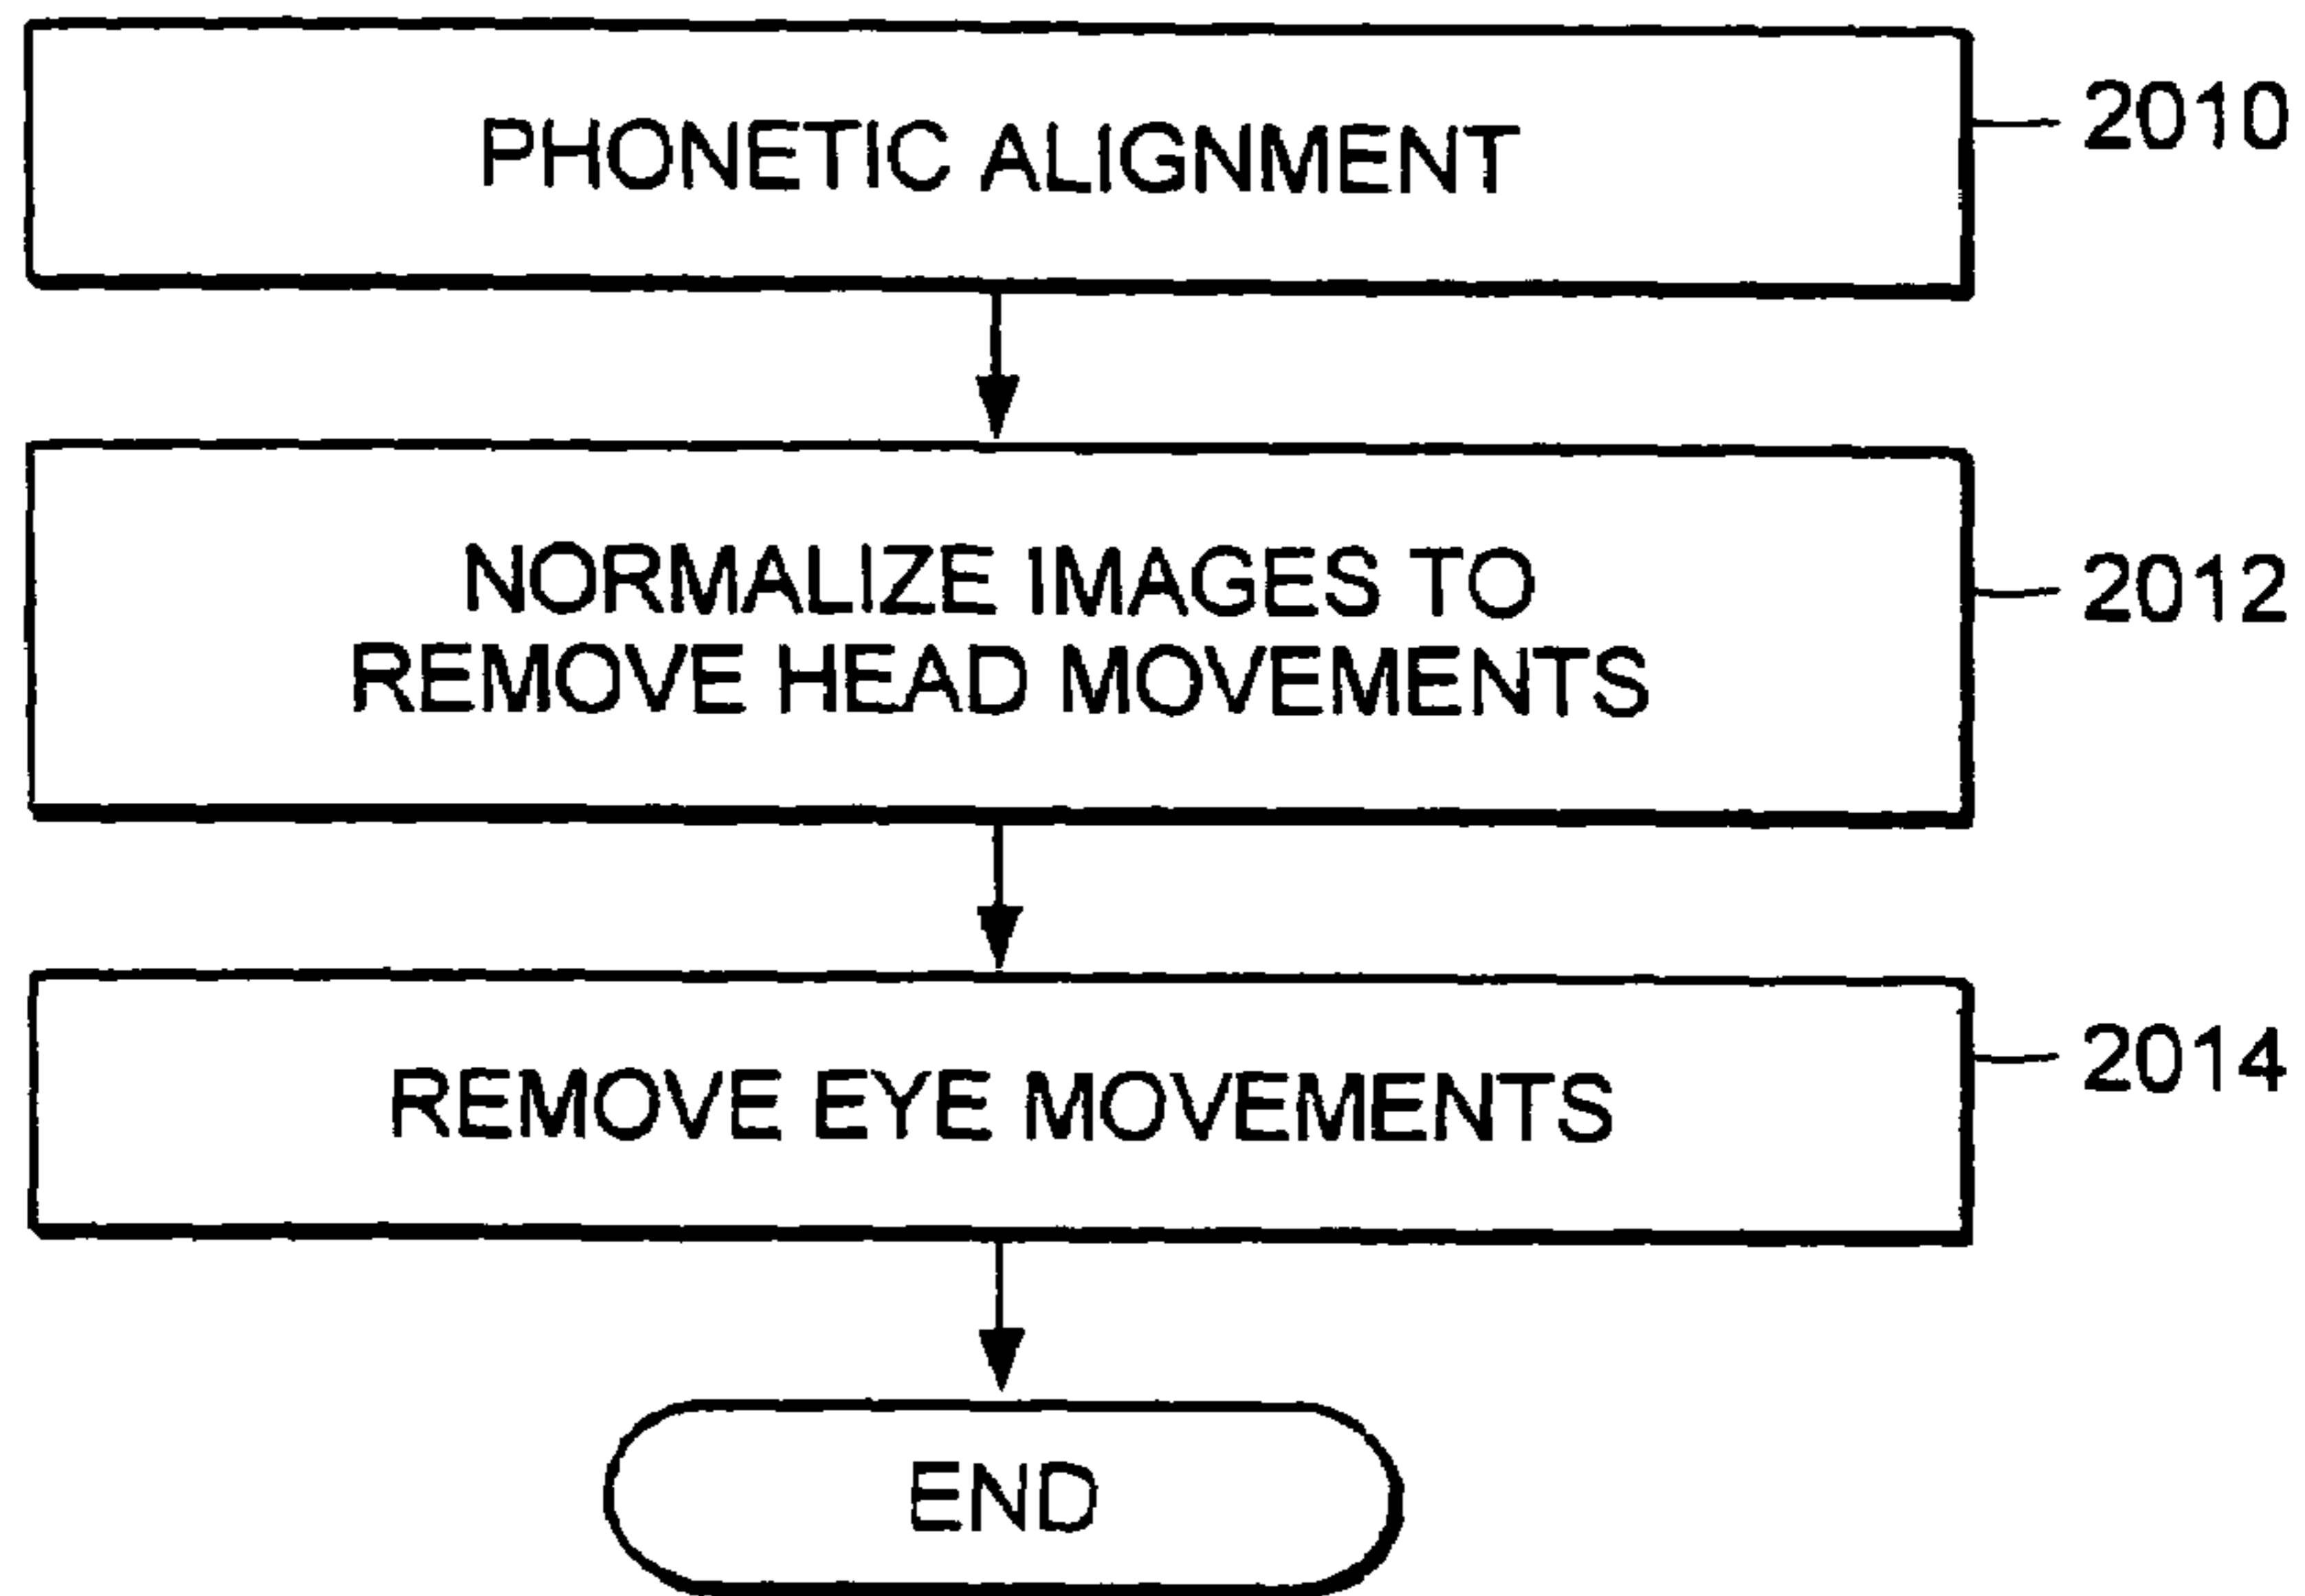 PHONETIC ALIGNMENT
2010
NORMALIZE IMAGES TO
REMOVE HEAD MOVEMENTS
2012
REMOVE EYE MOVEMENTS
2014
END